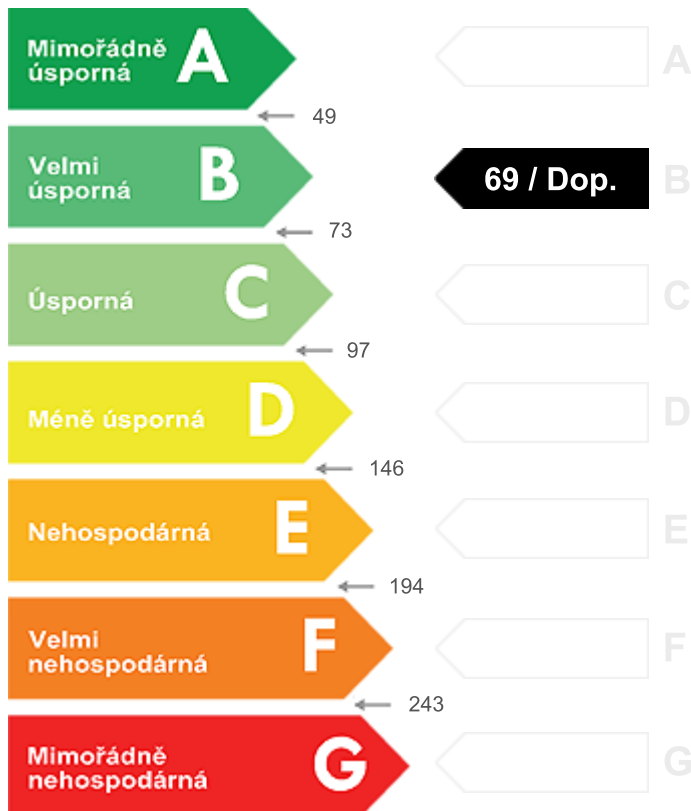 Mimořádně
úsporná
A
A
49
Velmi
úsporná
B
69 / Dop.
B
73
Úsporná
C
C
97
Méně úsporná
D
D
146
Nehospodárná
E
E
194
Velmi
nehospodárná
F
F
243
Mimořádně
nehospodárná
G
G